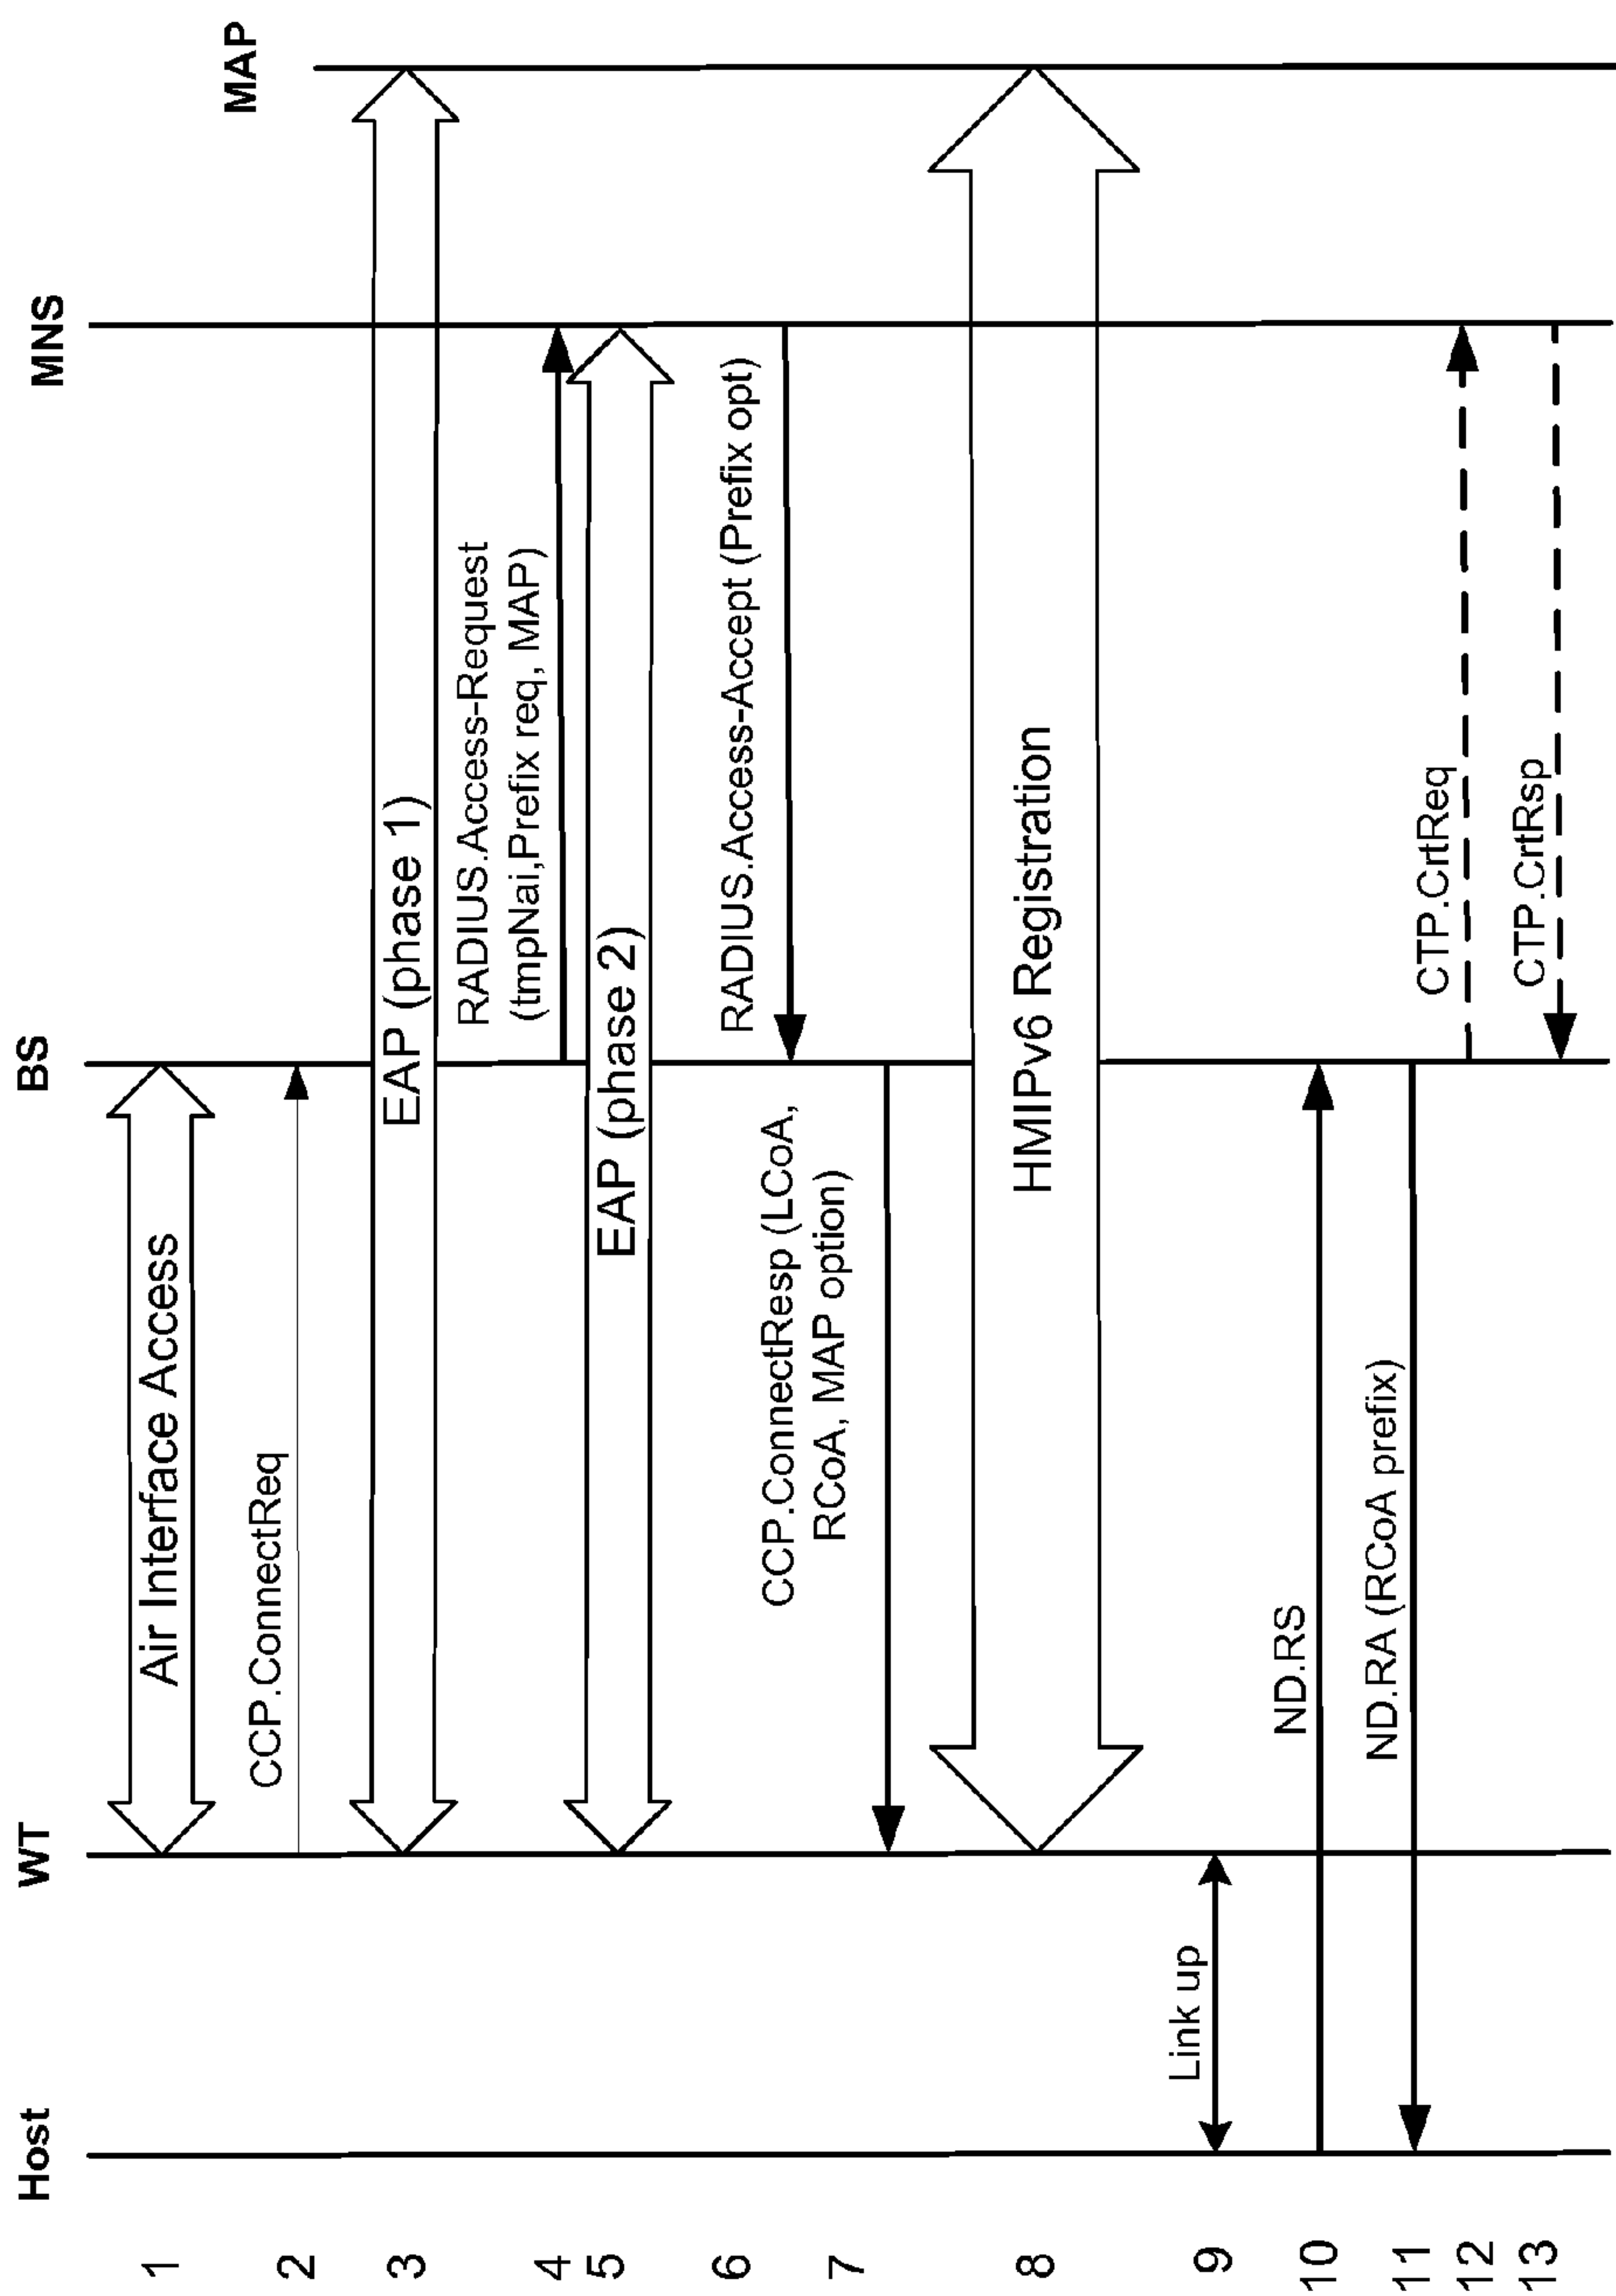 Host
WT
BS
MNS
MAP
1
Air Interface Access
2
CCP.ConnectReq
3
EAP (phase 1)
4
RADIUS.Access-Request
(tmpNai,Prefix req, MAP)
5
EAP (phase 2)
6
RADIUS.Access-Accept (Prefix opt)
7
CCP.ConnectResp (LCoA,
RCoA, MAP option)
8
HMIPv6 Registration
9
Link up
10
ND.RS
11
ND.RA (RCoA prefix)
12
CTP.CrtReq
13
CTP.CrtRsp